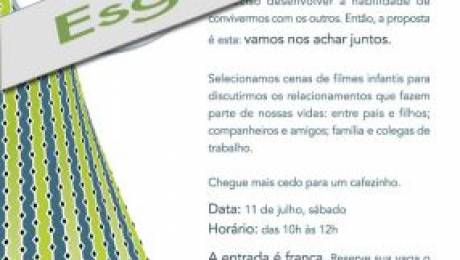 Esg
desenvolver a habilidade de
convivermos com os outros. Então, a proposta
é esta: vamos nos achar juntos.
Selecionamos cenas de filmes infantis para
discutirmos os relacionamentos que fazem
parte de nossas vidas: entre pais e filhos;
companheiros e amigos; família e colegas de
trabalho.
Chegue mais cedo para um cafezinho.
Data: 11 de julho, sábado
Horário: das 10h às 12h
A entrada é franca. Reserve sua vaga o